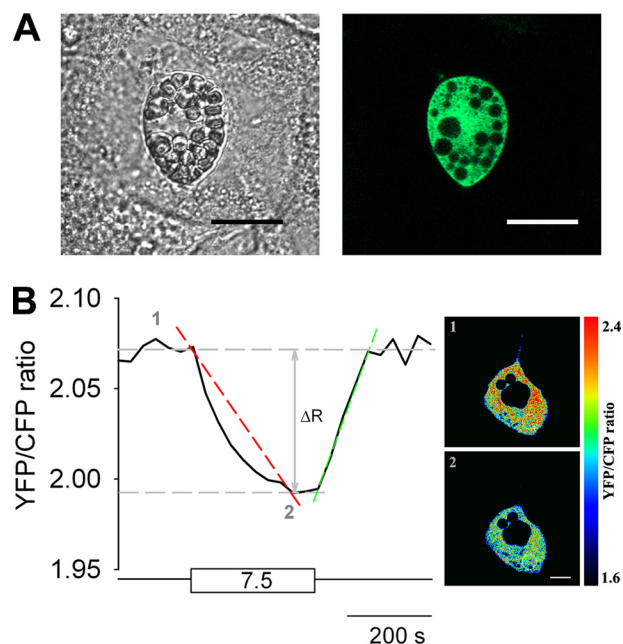 A
B
2.10
2.05
2.00
1.95
YFP/CFP ratio
1
2
ΔR
7.5
200 s
1
2
2.4
YFP/CFP ratio
1.6